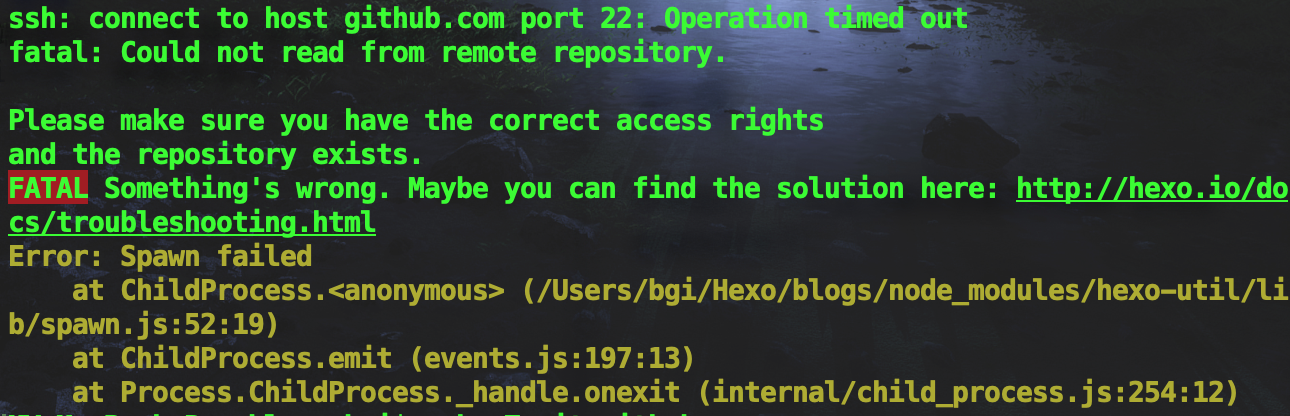 ssh: connect to host github.com port 22: Operation timed out
fatal: Could not read from remote repository.
Please make sure you have the correct access rights
and the repository exists.
FATAL Something's wrong. Maybe you can find the solution here: http://hexo.io/do
cs/troubleshooting.html
Error: Spawn failed
    at ChildProcess.<anonymous> (/Users/bgi/Hexo/blogs/node_modules/hexo-util/li
b/spawn.js:52:19)
    at ChildProcess.emit (events.js:197:13)
    at Process.ChildProcess._handle.onexit (internal/child_process.js:254:12)